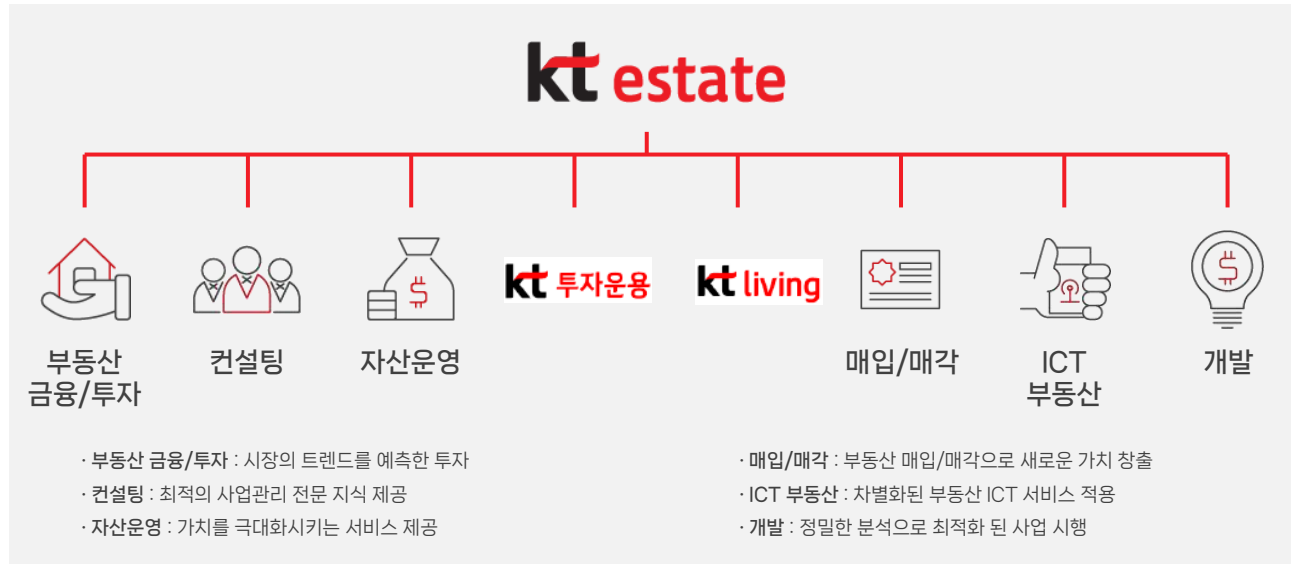 kt estate
부동산
금융/투자
컨설팅
자산운영
kt 투자운용
kt living
매입/매각
ICT
부동산
개발
· 부동산 금융/투자 : 시장의 트렌드를 예측한 투자
· 컨설팅 : 최적의 사업관리 전문 지식 제공
· 자산운영 : 가치를 극대화시키는 서비스 제공
· 매입/매각 : 부동산 매입/매각으로 새로운 가치 창출
· ICT 부동산 : 차별화된 부동산 ICT 서비스 적용
· 개발 : 정밀한 분석으로 최적화 된 사업 시행